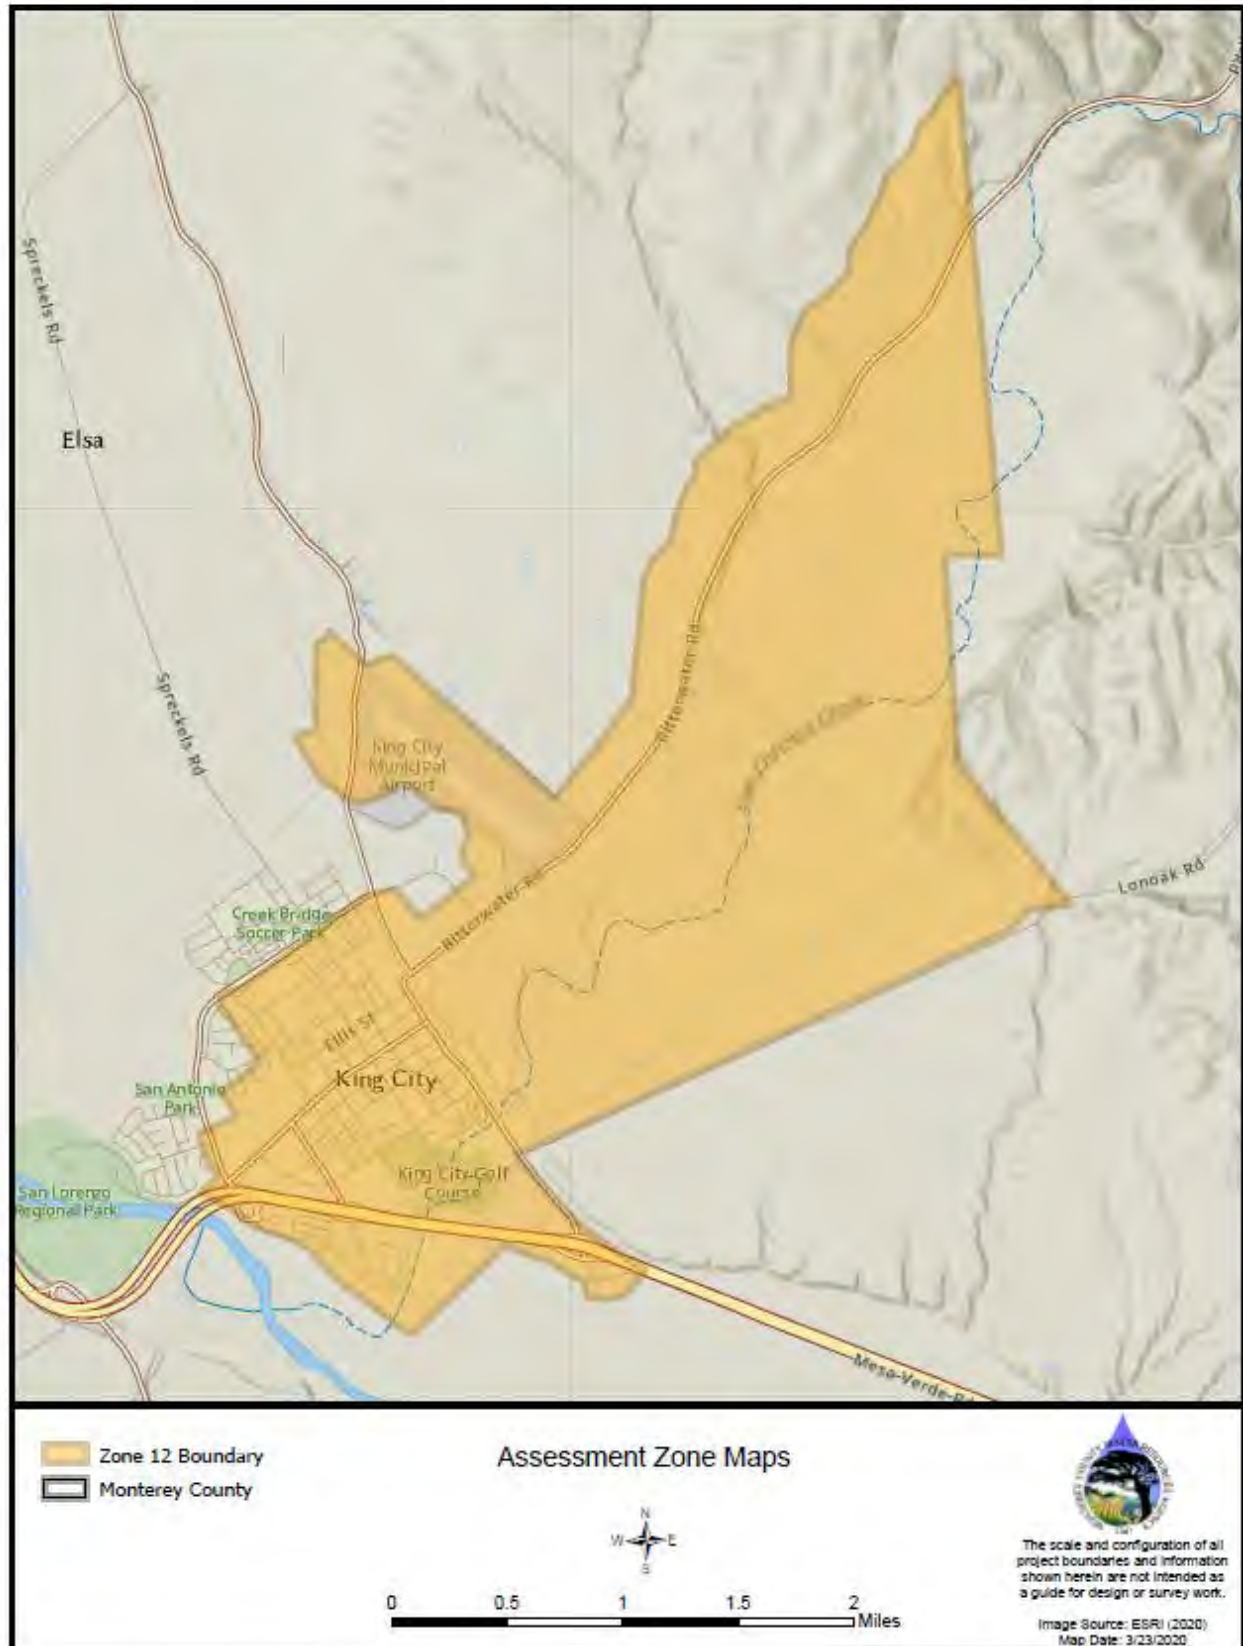 Spreckels Rd
Elsa
Spreckels Rd
Bitterwater Rd
King City
Municipal
Airport
Lonoak Rd
Creek Bridge
Soccer Park
Bitterwater Rd
Ellis St
King City
San Antonio
Park
King City Golf
Course
San Lorenzo
Regional Park
Mesa-Verde-Rd
Zone 12 Boundary
Monterey County
Assessment Zone Maps
N
W E
S
0 0.5 1 1.5 2
Miles
The scale and configuration of all
project boundaries and information
shown herein are not intended as
a guide for design or survey work.
Image Source: ESRI (2020)
Map Date: 3/23/2020